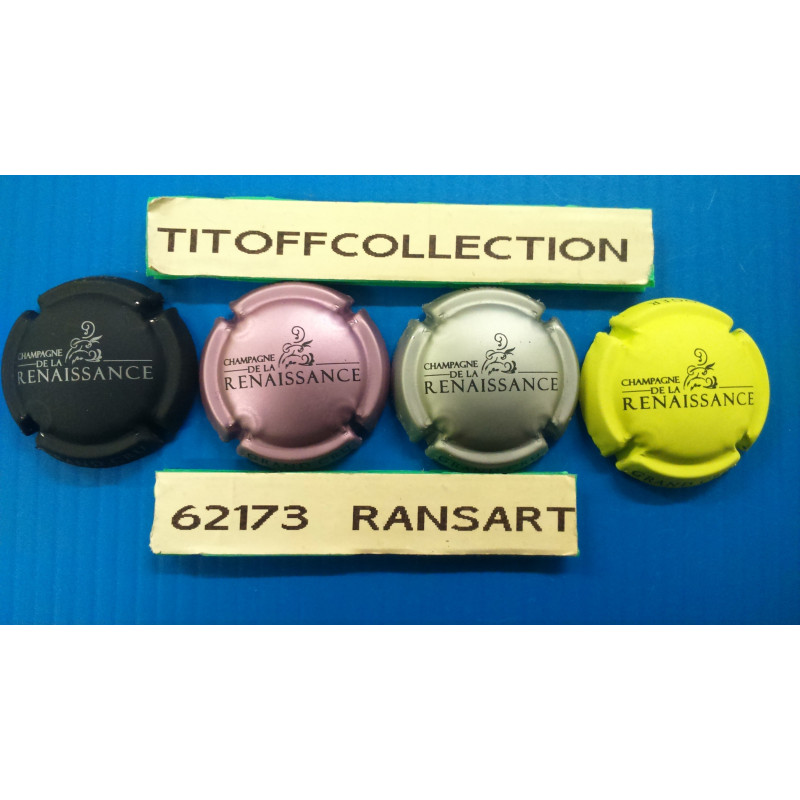 TITOFFCOLLECTION
CHAMPAGNE
DE LA
RENAISSANCE
CHAMPAGNE
DE LA
RENAISSANCE
CHAMPAGNE
DE LA
RENAISSANCE
CHAMPAGNE
DE LA
RENAISSANCE
62173 RANSART